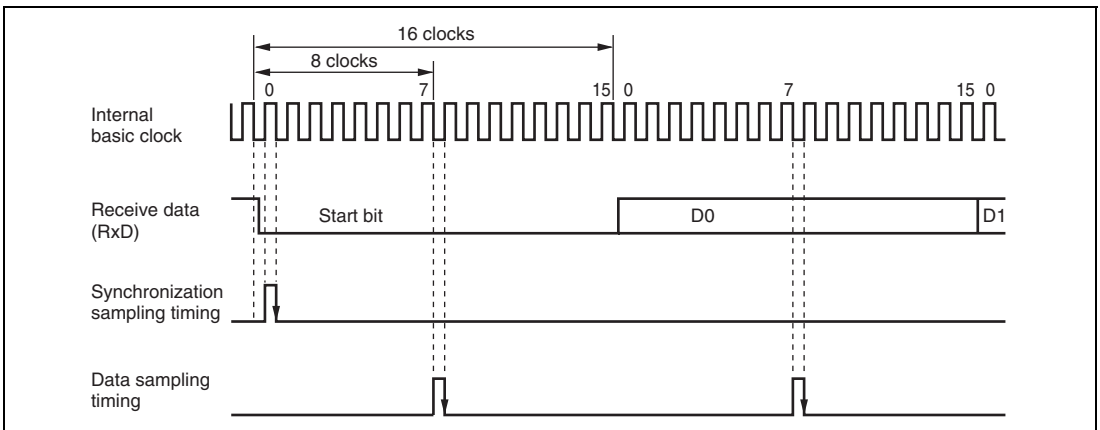 16 clocks
8 clocks
0 7 15 0 7 15 0
Internal
basic clock
Receive data
(RxD)
Start bit D0 D1
Synchronization
sampling timing
Data sampling
timing